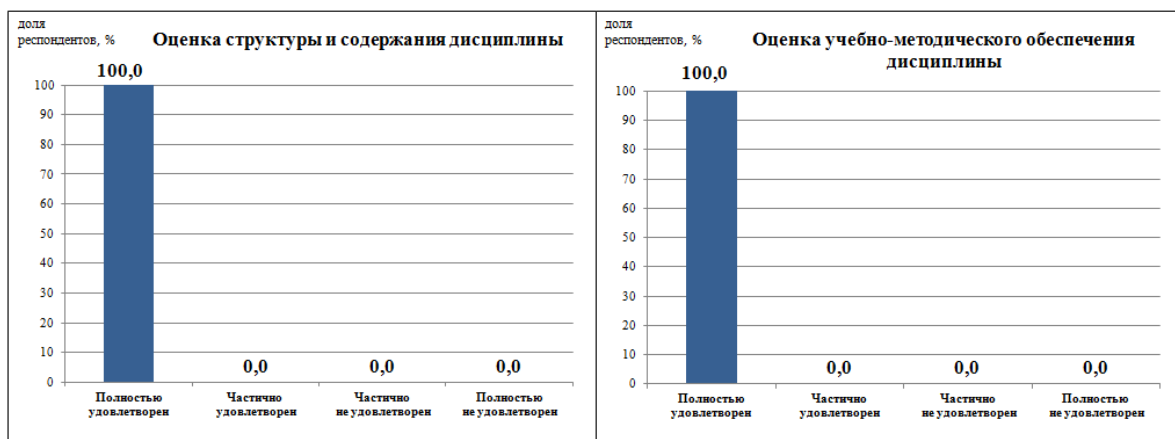 доля
респондентов, %
Оценка структуры и содержания дисциплины
100,0
100
90
80
70
60
50
40
30
20
10
0
0,0
0,0
0,0
Полностью
удовлетворен
Частично
удовлетворен
Частично
не удовлетворен
Полностью
не удовлетворен
доля
респондентов, %
Оценка учебно-методического обеспечения
дисциплины
100,0
100
90
80
70
60
50
40
30
20
10
0
0,0
0,0
0,0
Полностью
удовлетворен
Частично
удовлетворен
Частично
не удовлетворен
Полностью
не удовлетворен